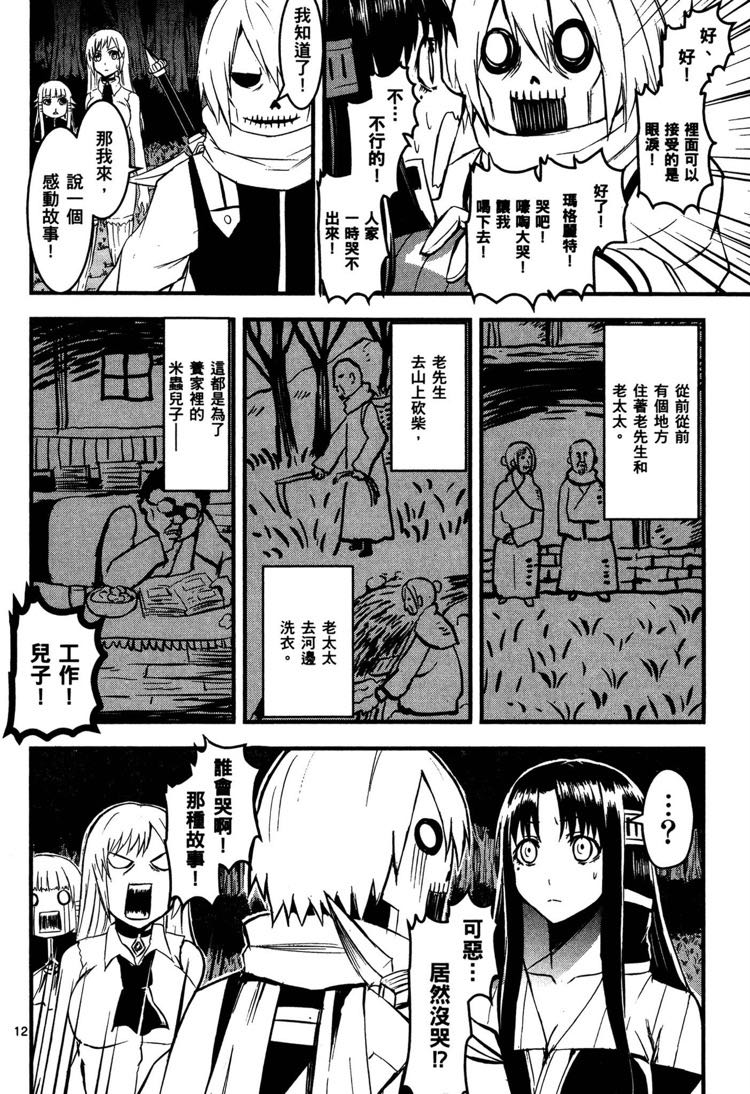 好、
好！
裡面可以
接受的是
眼淚！
好了！
瑪格麗特！
哭吧！
嚎啕大哭！
讓我
喝下去！
不…
不行的！
人家
一時哭不
出來！
我知道了！
那我來，
說一個
感動故事！
從前從前
有個地方
住著老先生和
老太太。
老先生
去山上砍柴，
老太太
去河邊
洗衣。
這都是為了
養家裡的
米蟲兒子——
工作！
兒子！
…？
可惡…
居然沒哭!?
誰會哭啊！
那種故事！
12